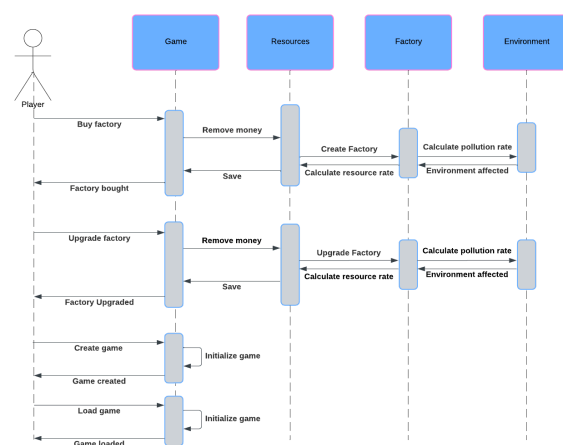 Game
Resources
Factory
Environment
Player
Buy factory
Remove money
Create Factory
Calculate pollution rate
Environment affected
Calculate resource rate
Save
Factory bought
Upgrade factory
Remove money
Upgrade Factory
Calculate pollution rate
Environment affected
Calculate resource rate
Save
Factory Upgraded
Create game
Initialize game
Game created
Load game
Initialize game
Game loaded